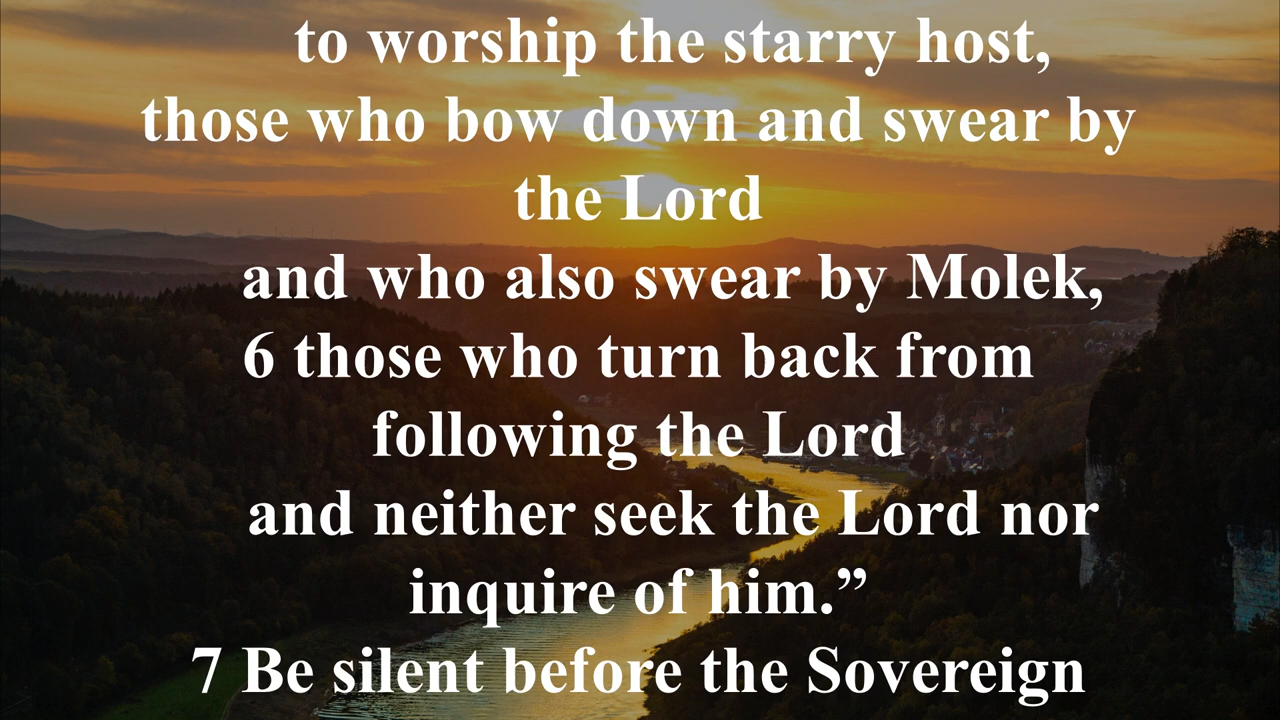 to worship the starry host,
those who bow down and swear by
the Lord
and who also swear by Molek,
6 those who turn back from
following the Lord
and neither seek the Lord nor
inquire of him.”
7 Be silent before the Sovereign